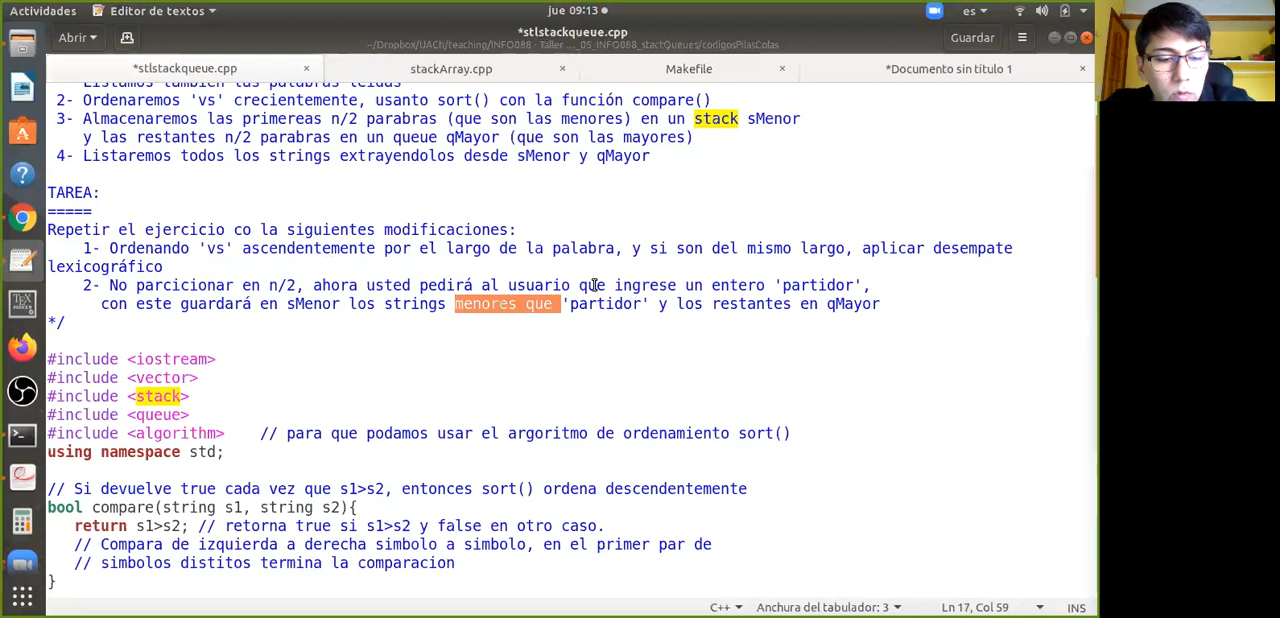 Actividades
Editor de textos
jue 09:13
es
Abrir
*stlstackqueue.cpp
Guardar
*stlstackqueue.cpp
stackArray.cpp
Makefile
*Documento sin título 1
2- Ordenaremos 'vs' crecientemente, usanto sort() con la función compare()
3- Almacenaremos las primereas n/2 parabras (que son las menores) en un stack sMenor
y las restantes n/2 parabras en un queue qMayor (que son las mayores)
4- Listaremos todos los strings extrayendolos desde sMenor y qMayor
TAREA:
=====
Repetir el ejercicio co la siguientes modificaciones:
1- Ordenando 'vs' ascendentemente por el largo de la palabra, y si son del mismo largo, aplicar desempate
lexicográfico
2- No parcicionar en n/2, ahora usted pedirá al usuario que ingrese un entero 'partidor',
con este guardará en sMenor los strings menores que 'partidor' y los restantes en qMayor
*/
#include <iostream>
#include <vector>
#include <stack>
#include <queue>
#include <algorithm> // para que podamos usar el argoritmo de ordenamiento sort()
using namespace std;
// Si devuelve true cada vez que s1>s2, entonces sort() ordena descendentemente
bool compare(string s1, string s2){
return s1>s2; // retorna true si s1>s2 y false en otro caso.
// Compara de izquierda a derecha simbolo a simbolo, en el primer par de
// simbolos distitos termina la comparacion
}
C++
Anchura del tabulador: 3
Ln 17, Col 59
INS